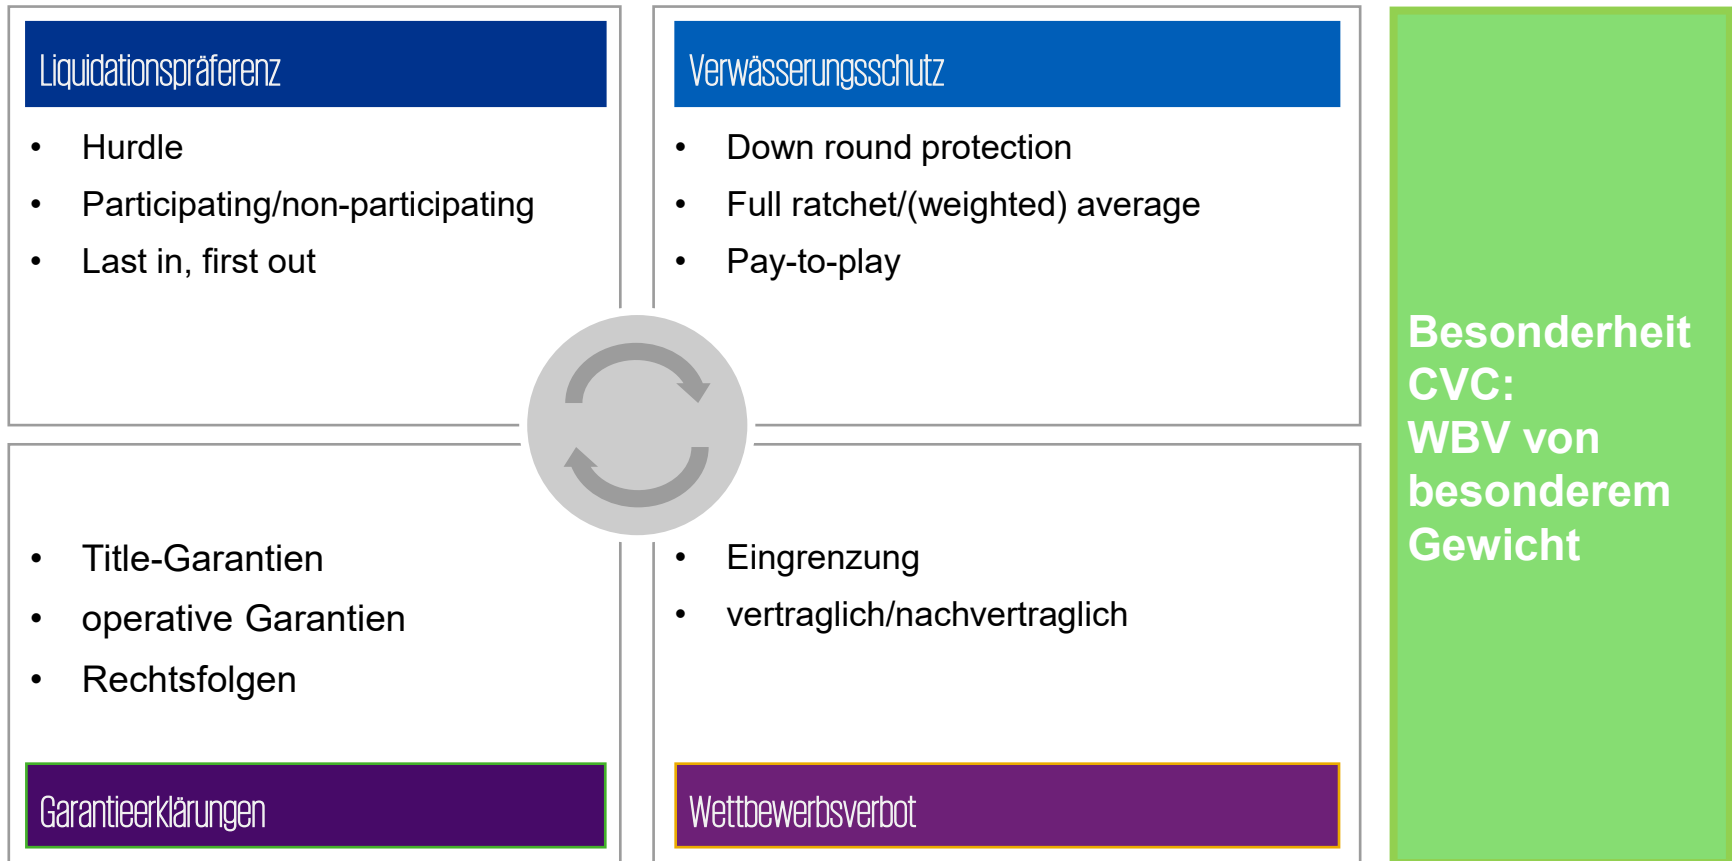 Liquidationspräferenz
• Hurdle
• Participating/non-participating
• Last in, first out
Verwässerungsschutz
• Down round protection
• Full ratchet/(weighted) average
• Pay-to-play
• Title-Garantien
• operative Garantien
• Rechtsfolgen
Garantieerklärungen
• Eingrenzung
• vertraglich/nachvertraglich
Wettbewerbsverbot
Besonderheit
CVC:
WBV von
besonderem
Gewicht